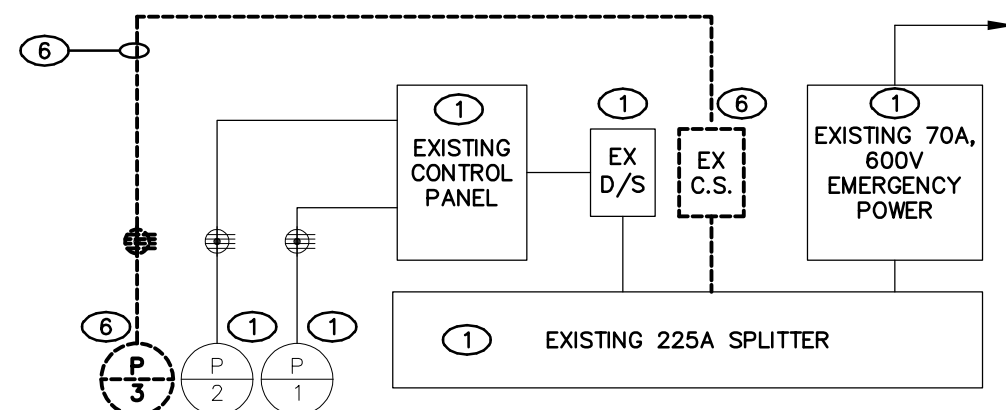 6
1
EXISTING
CONTROL
PANEL
1
EX
D/S
6
EX
C.S.
1
EXISTING 70A,
600V
EMERGENCY
POWER
6
1
1
P
3
P
2
P
1
1
EXISTING 225A SPLITTER